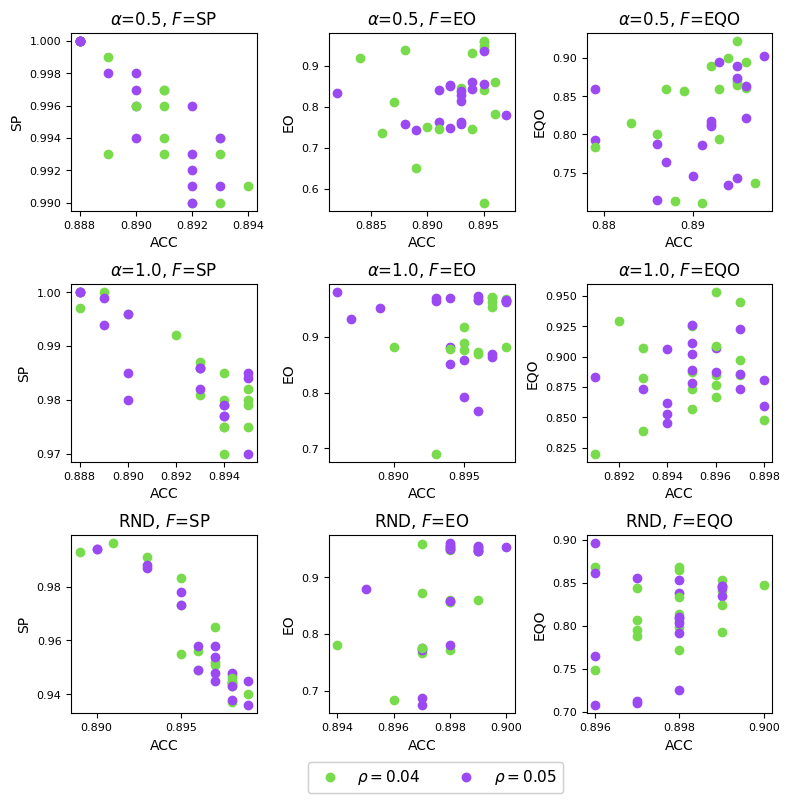 α=0.5, F=SP
α=0.5, F=EO
α=0.5, F=EQO
1.000
0.998
0.996
0.994
0.992
0.990
SP
0.888 0.890 0.892 0.894
ACC
0.9
0.8
0.7
0.6
EO
0.885 0.890 0.895
ACC
0.90
0.85
0.80
0.75
EQO
0.88 0.89
ACC
α=1.0, F=SP
α=1.0, F=EO
α=1.0, F=EQO
1.00
0.99
0.98
0.97
SP
0.888 0.890 0.892 0.894
ACC
0.9
0.8
0.7
EO
0.890 0.895
ACC
0.950
0.925
0.900
0.875
0.850
0.825
EQO
0.892 0.894 0.896 0.898
ACC
RND, F=SP
RND, F=EO
RND, F=EQO
0.98
0.96
0.94
SP
0.890 0.895
ACC
0.9
0.8
0.7
EO
0.894 0.896 0.898 0.900
ACC
0.90
0.85
0.80
0.75
0.70
EQO
0.896 0.898 0.900
ACC
ρ = 0.04 ρ = 0.05